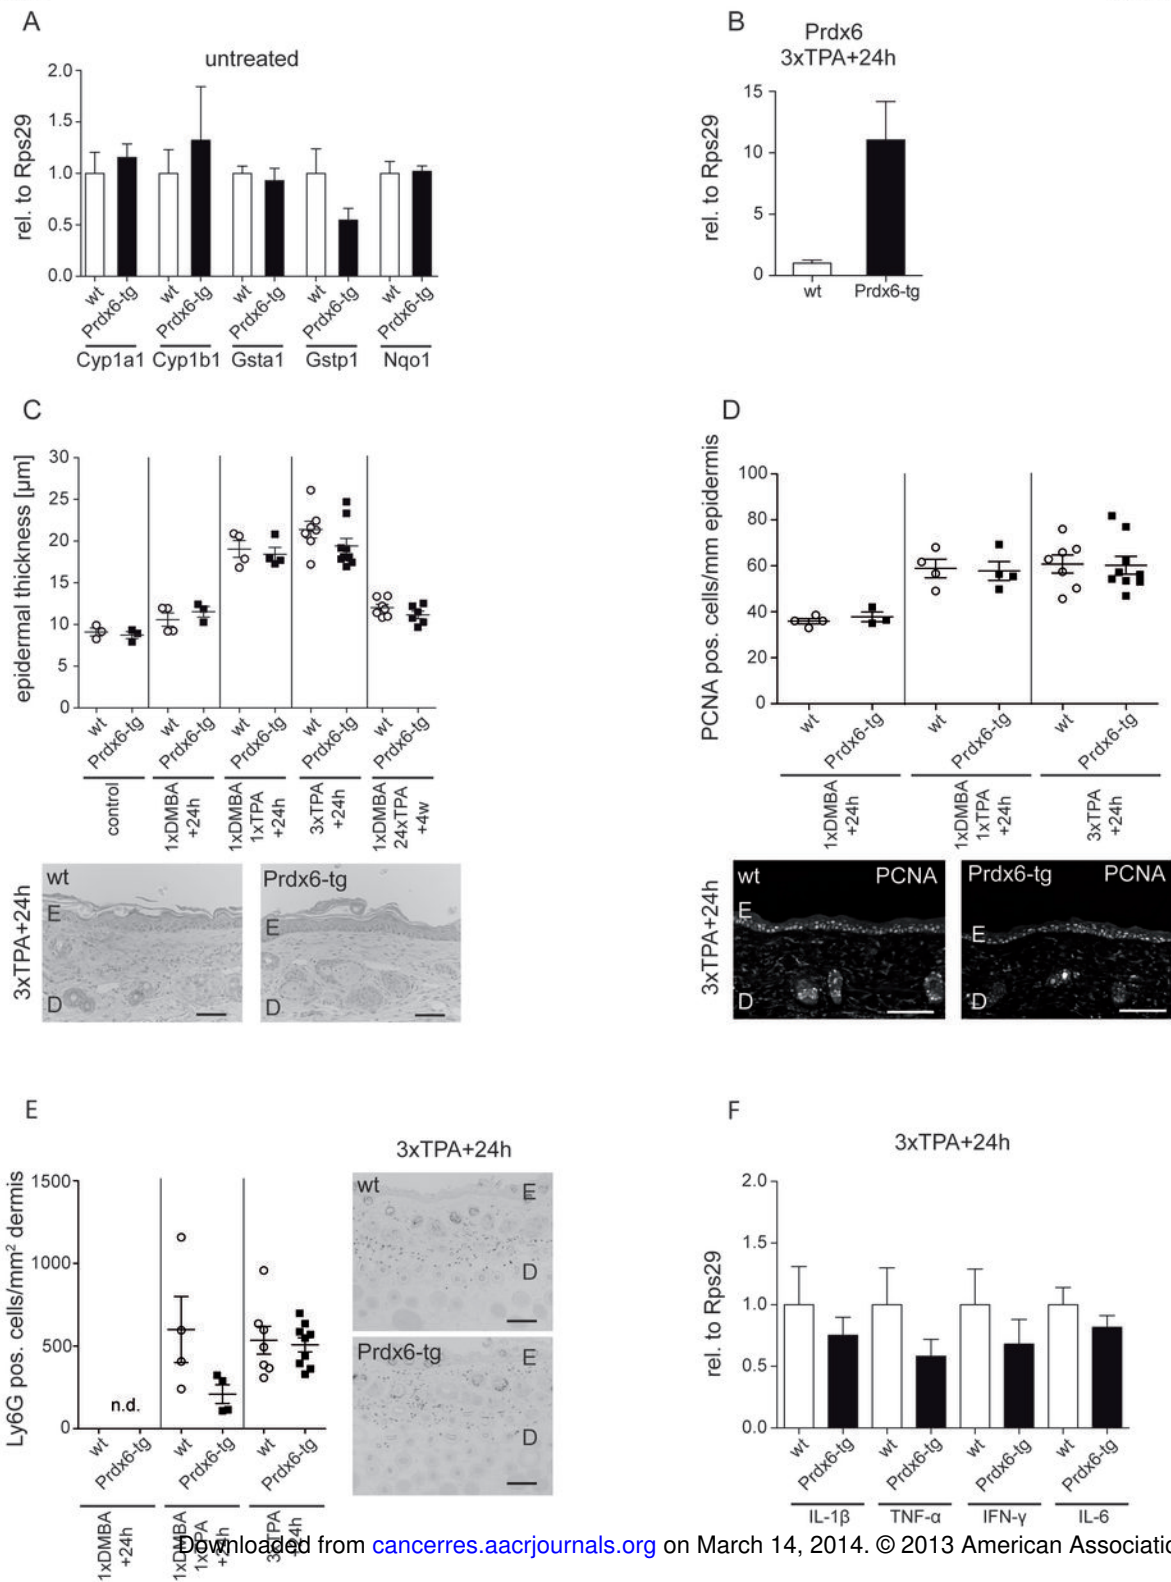 A
untreated
rel. to Rps29
2.0
1.5
1.0
0.5
0.0
wt
Prdx6-tg
wt
Prdx6-tg
wt
Prdx6-tg
wt
Prdx6-tg
wt
Prdx6-tg
Cyp1a1 Cyp1b1 Gsta1 Gstp1 Nqo1
B
Prdx6
3xTPA+24h
rel. to Rps29
15
10
5
0
wt Prdx6-tg
C
epidermal thickness [µm]
30
25
20
15
10
5
0
wt
Prdx6-tg
wt
Prdx6-tg
wt
Prdx6-tg
wt
Prdx6-tg
wt
Prdx6-tg
control
1xDMBA
+24h
1xDMBA
1xTPA
+24h
3xTPA
+24h
1xDMBA
24xTPA
+4w
3xTPA+24h
wt
E
D
Prdx6-tg
E
D
D
PCNA pos. cells/mm epidermis
100
80
60
40
20
0
wt
Prdx6-tg
wt
Prdx6-tg
wt
Prdx6-tg
1xDMBA
+24h
1xDMBA
1xTPA
+24h
3xTPA
+24h
3xTPA+24h
wt PCNA
E
D
Prdx6-tg PCNA
E
D
E
Ly6G pos. cells/mm² dermis
1500
1000
500
0
n.d.
wt
Prdx6-tg
wt
Prdx6-tg
wt
Prdx6-tg
1xDMBA
+24h
1xDMBA
1xTPA
+24h
3xTPA
+24h
3xTPA+24h
wt
E
D
Prdx6-tg
E
D
F
3xTPA+24h
rel. to Rps29
2.0
1.5
1.0
0.5
0.0
wt
Prdx6-tg
wt
Prdx6-tg
wt
Prdx6-tg
wt
Prdx6-tg
IL-1β TNF-α IFN-γ IL-6
Downloaded from cancerres.aacrjournals.org on March 14, 2014. © 2013 American Associatio